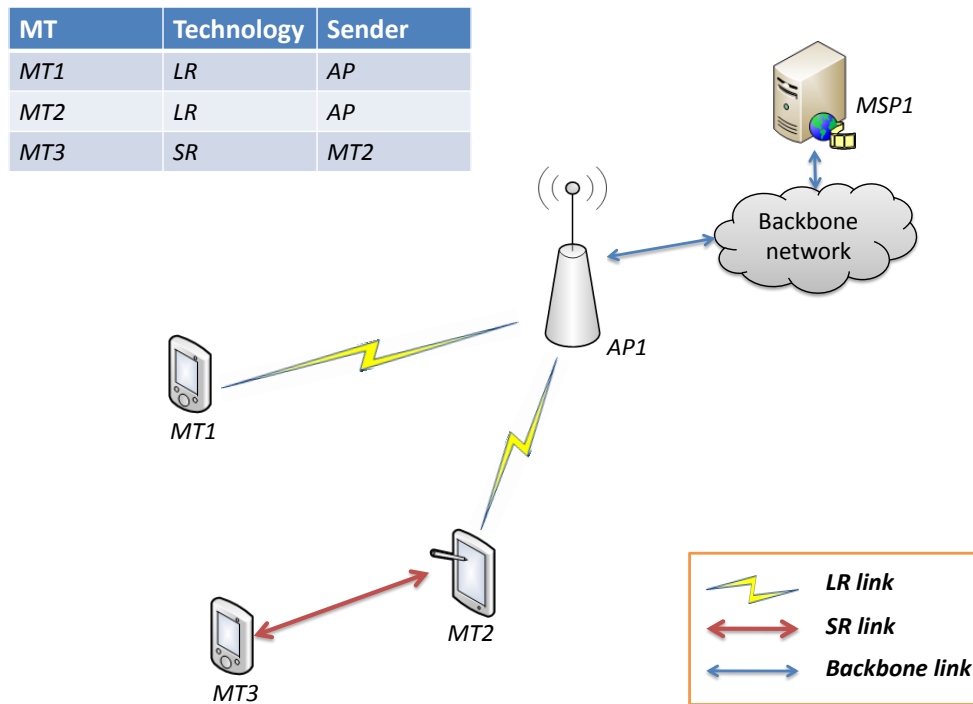 MT Technology Sender
MT1 LR AP
MT2 LR AP
MT3 SR MT2
MSP1
Backbone
network
AP1
MT1
MT2
MT3
LR link
SR link
Backbone link